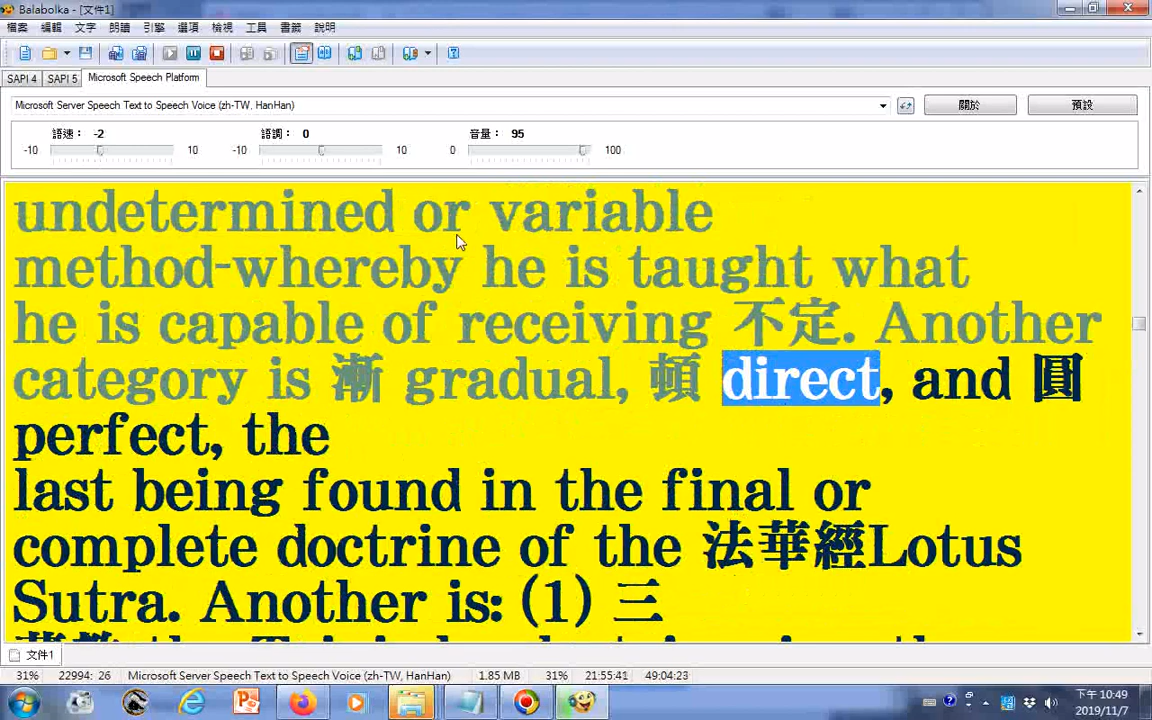 Balabolka - [文件1]
檔案 編輯 文字 朗讀 引擎 選項 檢視 工具 書籤 說明
SAPI 4 SAPI 5 Microsoft Speech Platform
Microsoft Server Speech Text to Speech Voice (zh-TW, HanHan) 關於 預設
語速： -2 語調： 0 音量： 95
-10 10 -10 10 0 100
undetermined or variable
method-whereby he is taught what
he is capable of receiving 不定. Another
category is 漸 gradual, 頓 direct, and 圓
perfect, the
last being found in the final or
complete doctrine of the 法華經Lotus
Sutra. Another is: (1) 三
文件1
31% 22994: 26 Microsoft Server Speech Text to Speech Voice (zh-TW, HanHan) 1.85 MB 31% 21:55:41 49:04:23
下午 10:49
2019/11/7